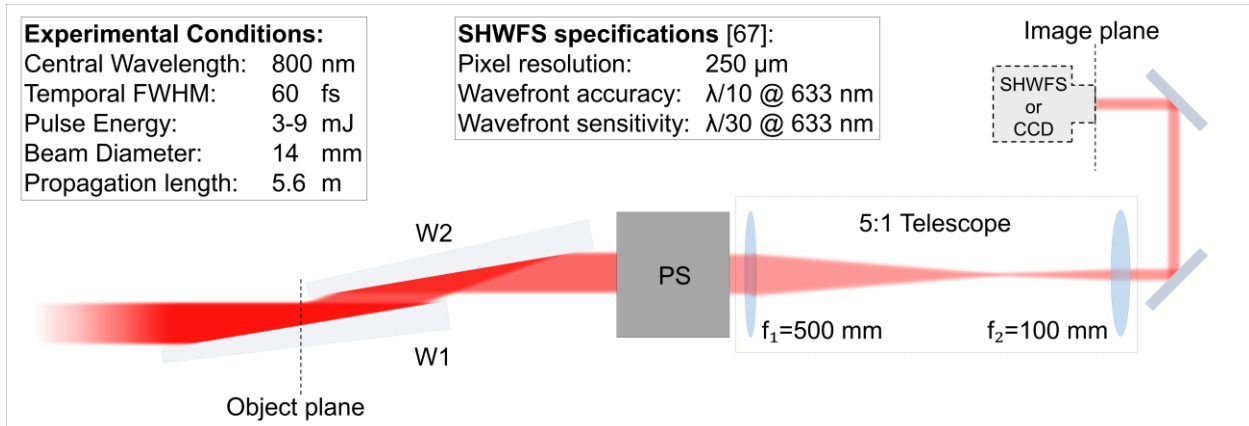 Experimental Conditions:
Central Wavelength: 800 nm
Temporal FWHM: 60 fs
Pulse Energy: 3-9 mJ
Beam Diameter: 14 mm
Propagation length: 5.6 m
SHWFS specifications [67]:
Pixel resolution: 250 µm
Wavefront accuracy: λ/10 @ 633 nm
Wavefront sensitivity: λ/30 @ 633 nm
Image plane
SHWFS
or
CCD
W2
5:1 Telescope
PS
W1
f₁=500 mm
f₂=100 mm
Object plane